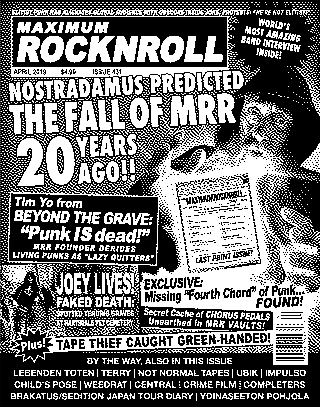 WORLD'S
MOST AMAZING
BAND INTERVIEW
INSIDE!
MAXIMUM
ROCKNROLL
APRIL 2019 $4.99 ISSUE 431
NOSTRADAMUS PREDICTED
THE FALL OF MRR
20 YEARS
AGO!!
MAXIMUMROCKNROLL
LAST PRINT ISSUE!
Tim Yo from
BEYOND THE GRAVE:
"Punk IS dead!"
MRR FOUNDER DERIDES
LIVING PUNKS AS "LAZY QUITTERS"
JOEY LIVES!
FAKED DEATH:
EXCLUSIVE:
Missing "Fourth Chord" of Punk...
FOUND!
Secret Cache of CHORUS PEDALS
Unearthed in MRR VAULTS!
Plus! TAPE THIEF CAUGHT GREEN-HANDED!
BY THE WAY, ALSO IN THIS ISSUE
LEBENDEN TOTEN | TERRY | NOT NORMAL TAPES | UBIK | IMPULSO
CHILD'S POSE | WEEDRAT | CENTRAL | CRIME FILM | COMPLETERS
BRAKATUS/SEDITION JAPAN TOUR DIARY | YDINASEETON POHJOLA